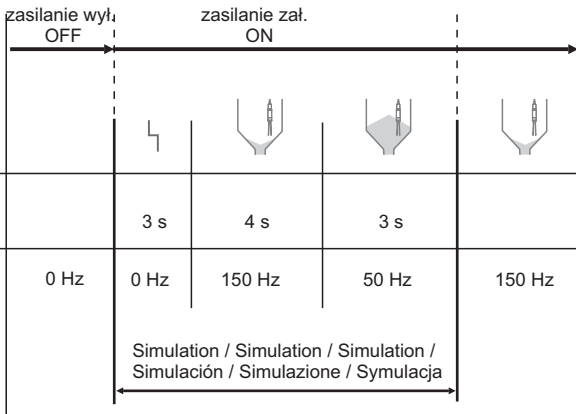 zasilanie wył.
OFF
zasilanie zał.
ON
3 s
4 s
3 s
0 Hz
0 Hz
150 Hz
50 Hz
150 Hz
Simulation / Simulation / Simulation /
Simulación / Simulazione / Symulacja